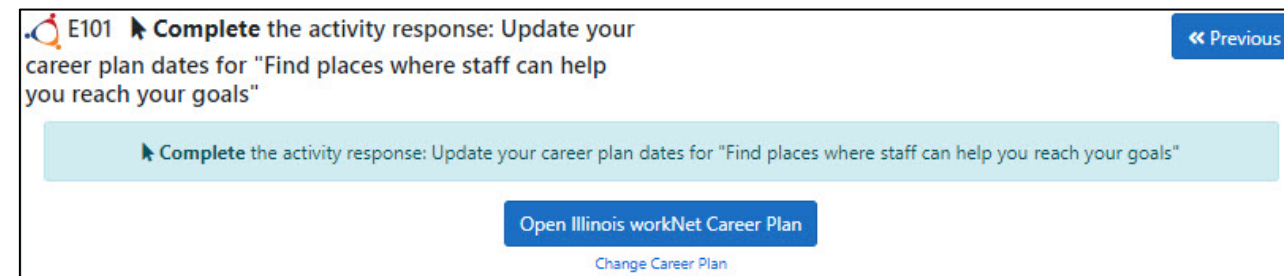 E101 Complete the activity response: Update your
career plan dates for "Find places where staff can help
you reach your goals"
« Previous
Complete the activity response: Update your career plan dates for "Find places where staff can help you reach your goals"
Open Illinois workNet Career Plan
Change Career Plan